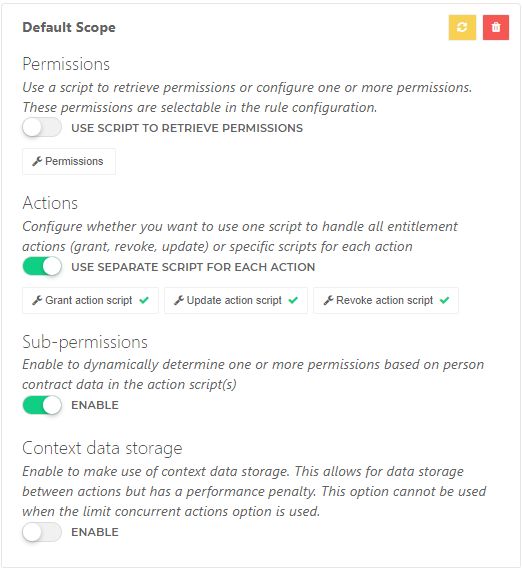 Default Scope
Permissions
Use a script to retrieve permissions or configure one or more permissions.
These permissions are selectable in the rule configuration.
USE SCRIPT TO RETRIEVE PERMISSIONS
Permissions
Actions
Configure whether you want to use one script to handle all entitlement
actions (grant, revoke, update) or specific scripts for each action
USE SEPARATE SCRIPT FOR EACH ACTION
Grant action script Update action script Revoke action script
Sub-permissions
Enable to dynamically determine one or more permissions based on person
contract data in the action script(s)
ENABLE
Context data storage
Enable to make use of context data storage. This allows for data storage
between actions but has a performance penalty. This option cannot be used
when the limit concurrent actions option is used.
ENABLE